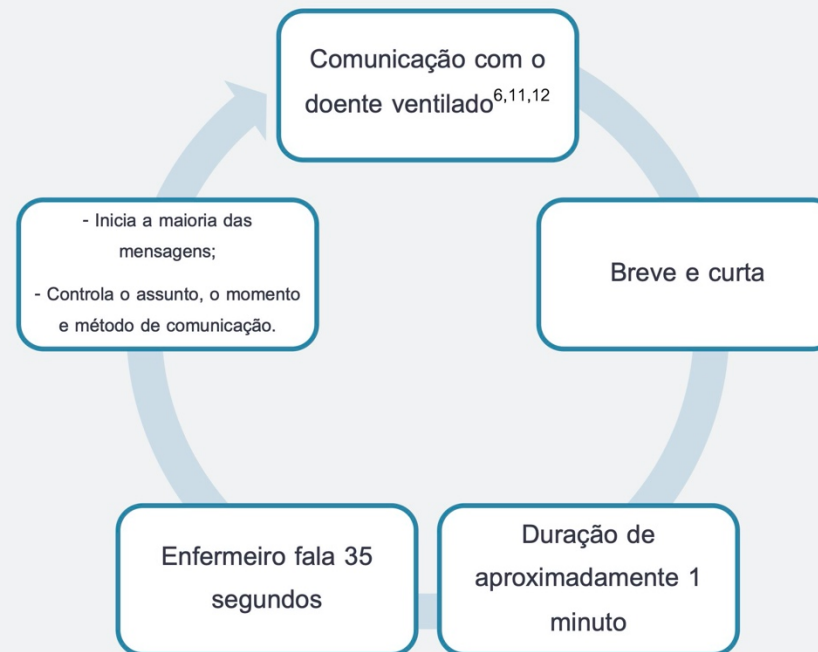 Comunicação com o
doente ventilado6,11,12
Breve e curta
Duração de
aproximadamente 1
minuto
Enfermeiro fala 35
segundos
- Inicia a maioria das
mensagens;
- Controla o assunto, o momento
e método de comunicação.